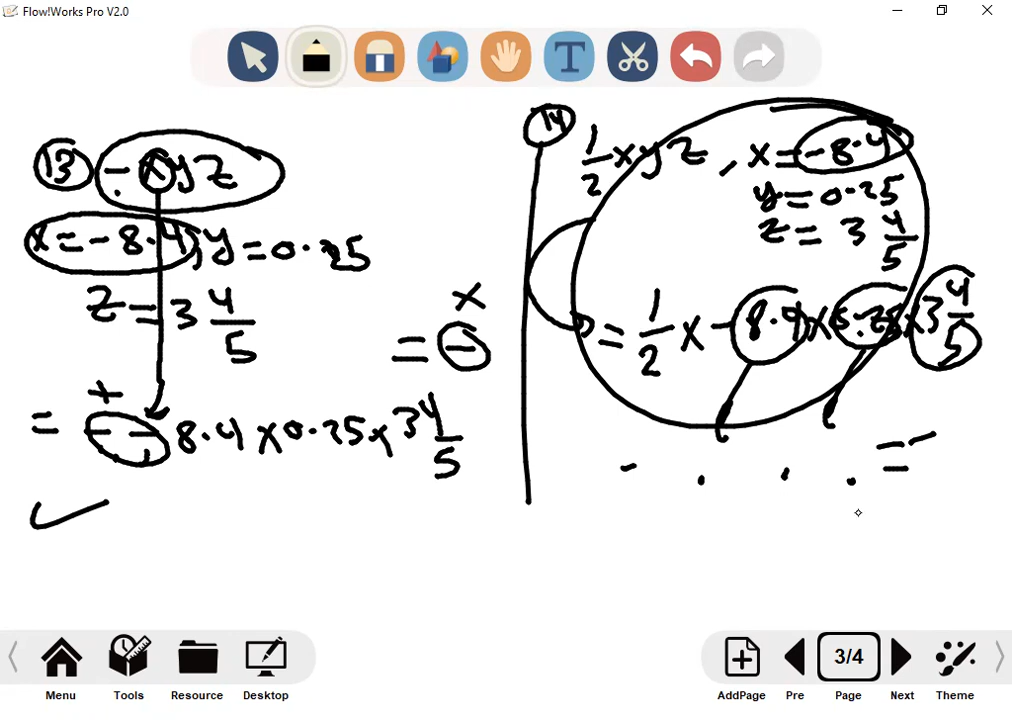 Flow!Works Pro V2.0
T
13 -xyz
x = -8.4, y = 0.25
z = 3 4/5
= + - - 8.4 × 0.25 × 3 4/5
= × -
14 1/2 xyz, x = -8.4
y = 0.25
z = 3 4/5
= 1/2 × - 8.4 × 0.25 × 3 4/5
- . . . = -
Menu Tools Resource Desktop
3/4
AddPage Pre Page Next Theme